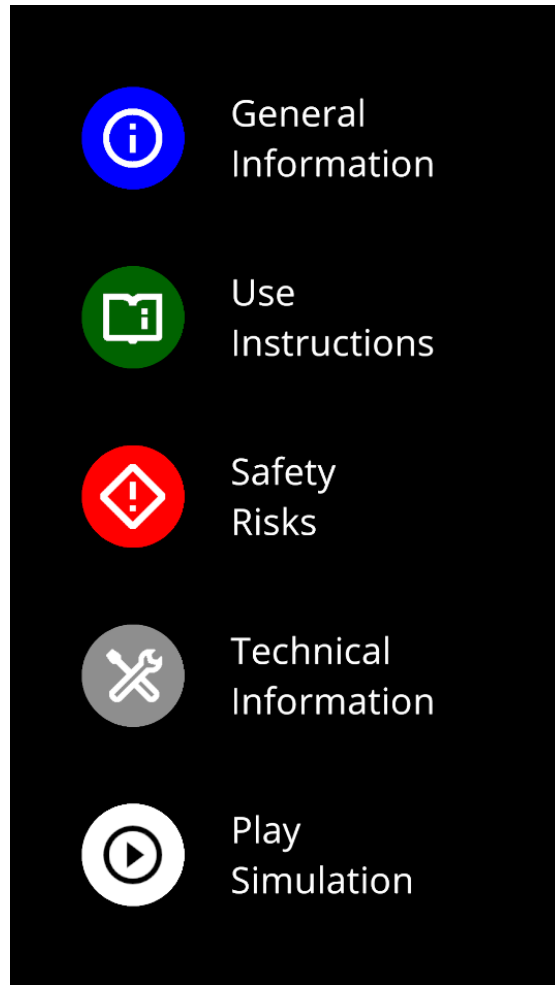 General
Information
Use
Instructions
Safety
Risks
Technical
Information
Play
Simulation